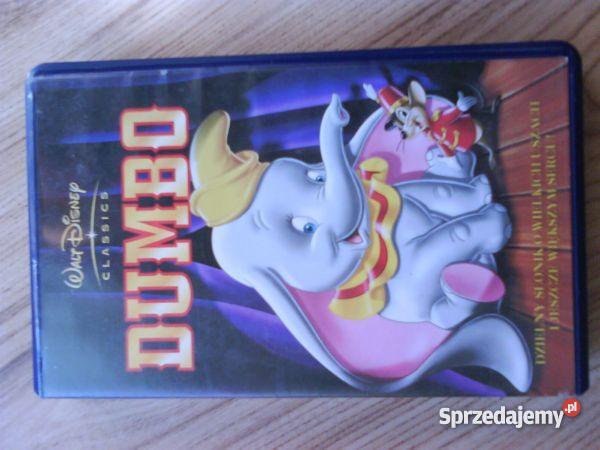 WALT DISNEY
CLASSICS
DUMBO
DZIELNY SŁONIK O WIELKICH USZACH
I JESZCZE WIĘKSZYM SERCU!
Sprzedajemy.pl